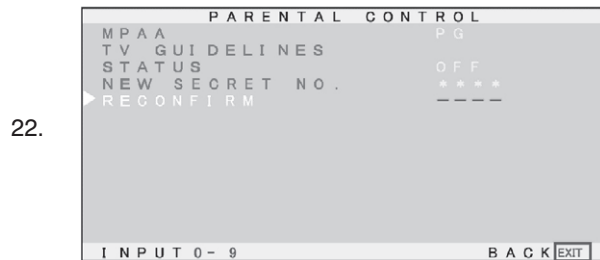 PARENTAL CONTROL
MPAA PG
TV GUIDELINES
STATUS OFF
NEW SECRET NO. ****
RECONFIRM ––––
22.
INPUT 0-9 BACK EXIT